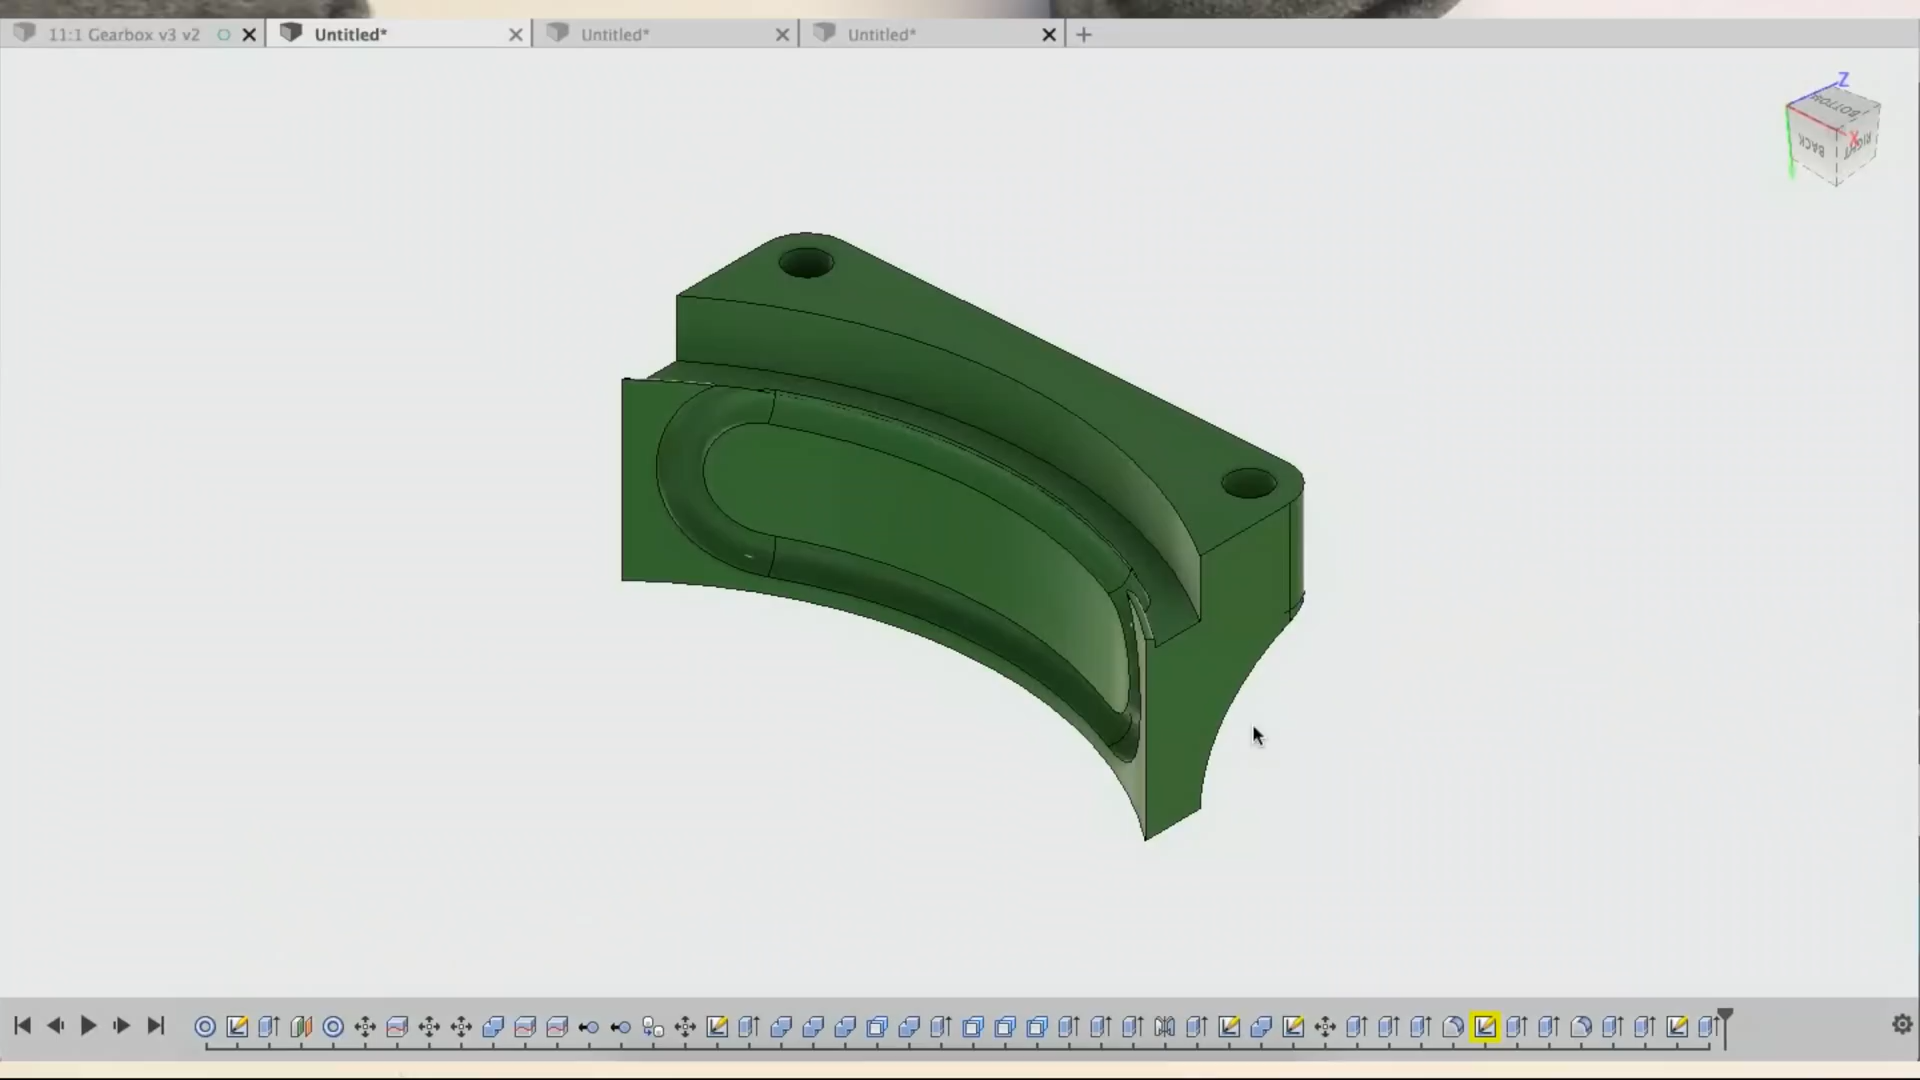 11:1 Gearbox v3 v2
Untitled*
Untitled*
Untitled*
Z
BOTTOM
X
BACK
RIGHT